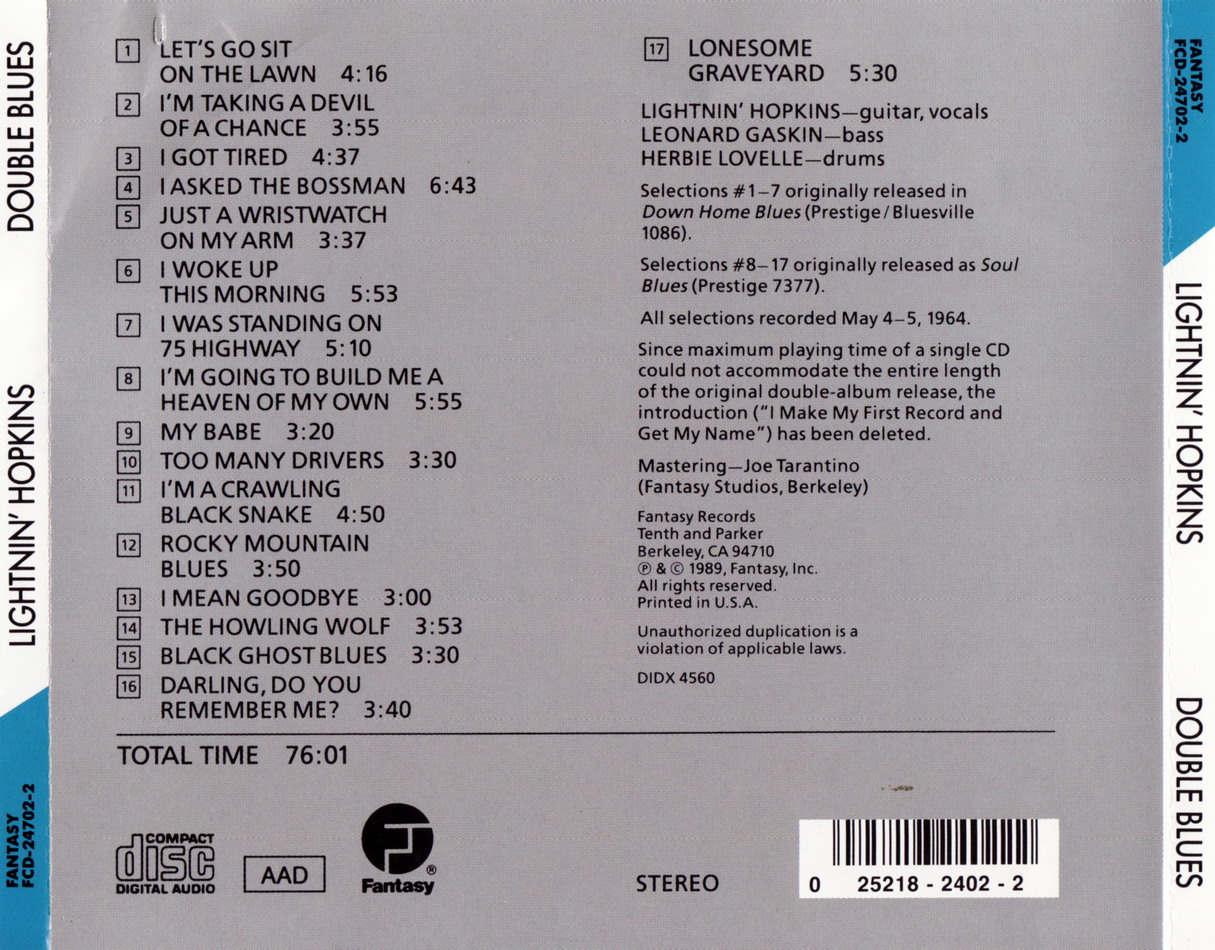 DOUBLE BLUES
LIGHTNIN' HOPKINS
FANTASY
FCD-24702-2
1 LET'S GO SIT
ON THE LAWN 4:16
2 I'M TAKING A DEVIL
OF A CHANCE 3:55
3 I GOT TIRED 4:37
4 I ASKED THE BOSSMAN 6:43
5 JUST A WRISTWATCH
ON MY ARM 3:37
6 I WOKE UP
THIS MORNING 5:53
7 I WAS STANDING ON
75 HIGHWAY 5:10
8 I'M GOING TO BUILD ME A
HEAVEN OF MY OWN 5:55
9 MY BABE 3:20
10 TOO MANY DRIVERS 3:30
11 I'M A CRAWLING
BLACK SNAKE 4:50
12 ROCKY MOUNTAIN
BLUES 3:50
13 I MEAN GOODBYE 3:00
14 THE HOWLING WOLF 3:53
15 BLACK GHOST BLUES 3:30
16 DARLING, DO YOU
REMEMBER ME? 3:40
17 LONESOME
GRAVEYARD 5:30
LIGHTNIN' HOPKINS—guitar, vocals
LEONARD GASKIN—bass
HERBIE LOVELLE—drums
Selections #1–7 originally released in
Down Home Blues (Prestige/Bluesville
1086).
Selections #8–17 originally released as Soul
Blues (Prestige 7377).
All selections recorded May 4–5, 1964.
Since maximum playing time of a single CD
could not accommodate the entire length
of the original double-album release, the
introduction ("I Make My First Record and
Get My Name") has been deleted.
Mastering—Joe Tarantino
(Fantasy Studios, Berkeley)
Fantasy Records
Tenth and Parker
Berkeley, CA 94710
℗ & © 1989, Fantasy, Inc.
All rights reserved.
Printed in U.S.A.
Unauthorized duplication is a
violation of applicable laws.
DIDX 4560
TOTAL TIME 76:01
COMPACT
disc
DIGITAL AUDIO
AAD
F
®
Fantasy
STEREO
0 25218 - 2402 - 2
FANTASY
FCD-24702-2
LIGHTNIN' HOPKINS
DOUBLE BLUES